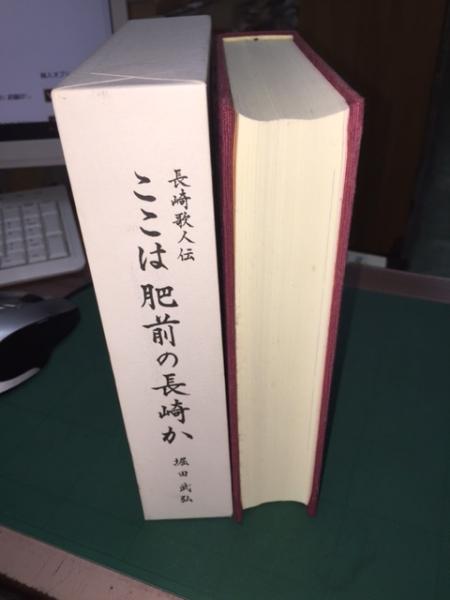 長崎歌人伝
ここは肥前の長崎か
堀田武弘